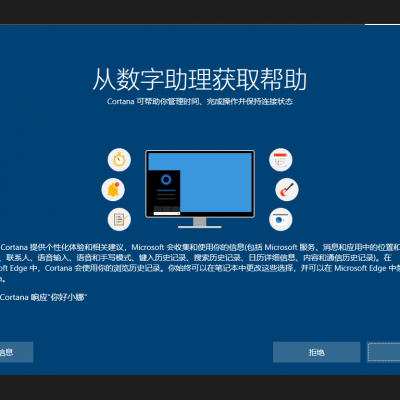 从数字助理获取帮助
Cortana 可帮助你管理时间、完成操作并保持连接状态
Cortana 提供个性化体验和相关建议，Microsoft 会收集和使用你的信息(包括 Microsoft 服务、消息和应用中的位置和
、联系人、语音输入、语音和手写模式、键入历史记录、搜索历史记录、日历详细信息、内容和通信历史记录)。在
soft Edge 中，Cortana 会使用你的浏览历史记录。你始终可以在笔记本中更改这些选择，并可以在 Microsoft Edge 中禁
Cortana 响应"你好小娜"
信息
拒绝